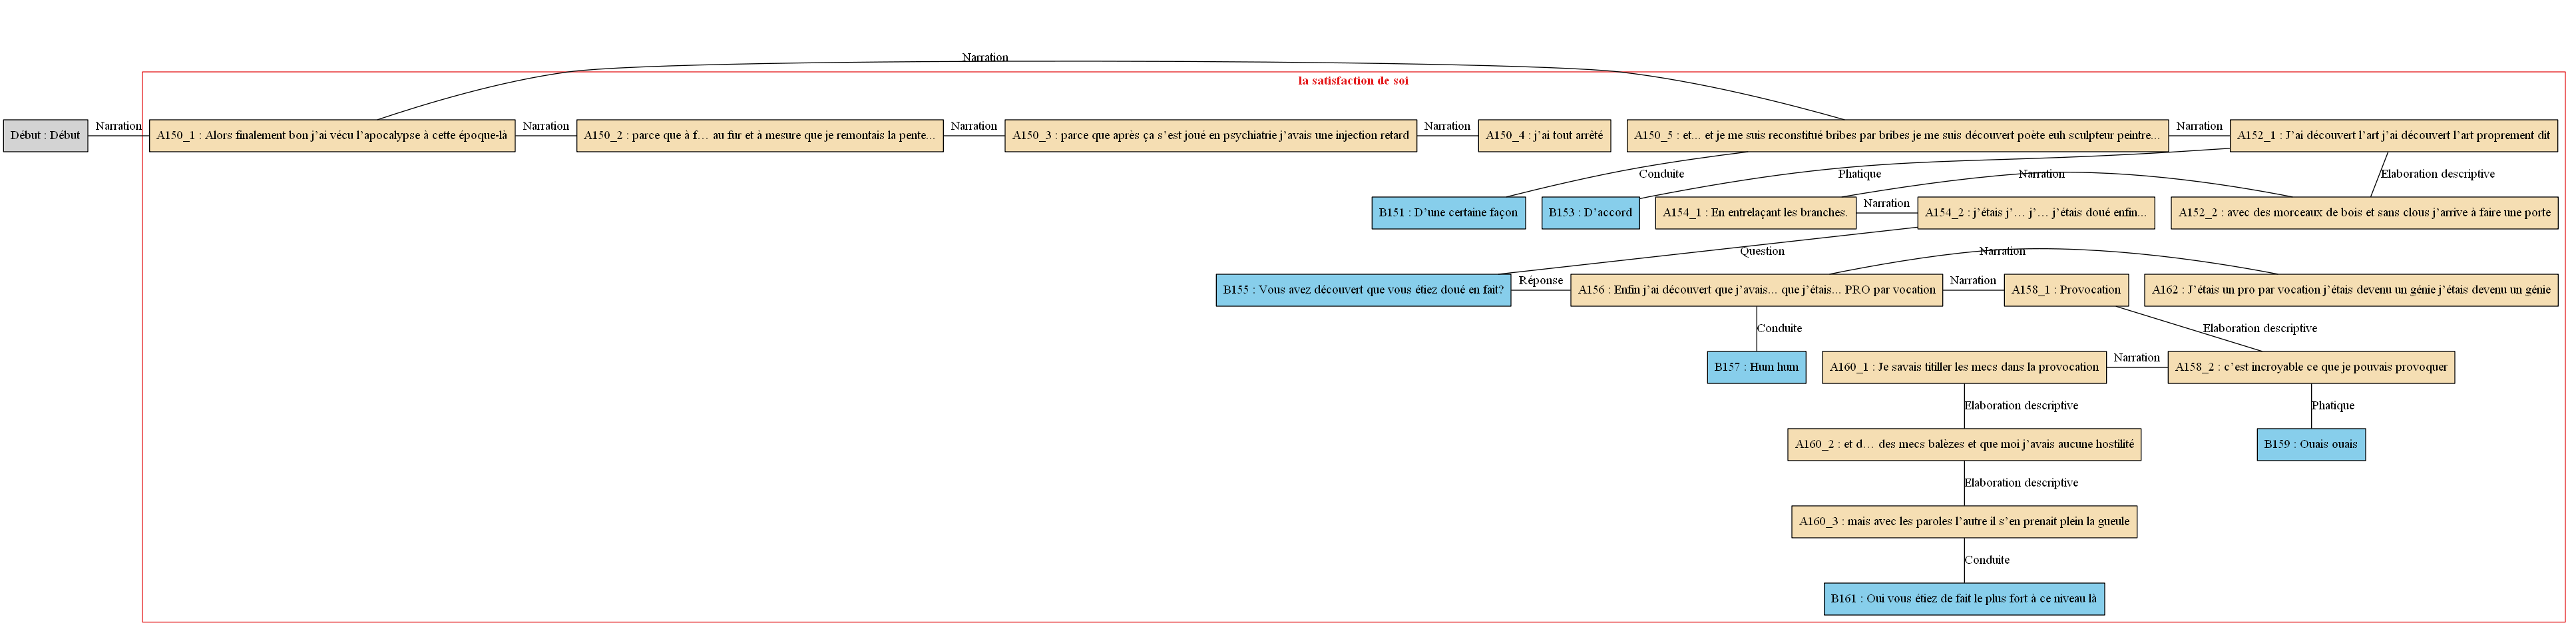 Narration
la satisfaction de soi
Début : Début
Narration
A150_1 : Alors finalement bon j'ai vécu l'apocalypse à cette époque-là
Narration
A150_2 : parce que à f… au fur et à mesure que je remontais la pente...
Narration
A150_3 : parce que après ça s'est joué en psychiatrie j'avais une injection retard
Narration
A150_4 : j'ai tout arrêté
A150_5 : et... et je me suis reconstitué bribes par bribes je me suis découvert poète euh sculpteur peintre...
Narration
A152_1 : J'ai découvert l'art j'ai découvert l'art proprement dit
Conduite
Phatique
Narration
Elaboration descriptive
B151 : D'une certaine façon
B153 : D'accord
A154_1 : En entrelaçant les branches.
Narration
A154_2 : j'étais j'… j'… j'étais doué enfin...
A152_2 : avec des morceaux de bois et sans clous j'arrive à faire une porte
Question
Narration
B155 : Vous avez découvert que vous étiez doué en fait?
Réponse
A156 : Enfin j'ai découvert que j'avais... que j'étais... PRO par vocation
Narration
A158_1 : Provocation
A162 : J'étais un pro par vocation j'étais devenu un génie j'étais devenu un génie
Conduite
Elaboration descriptive
B157 : Hum hum
A160_1 : Je savais titiller les mecs dans la provocation
Narration
A158_2 : c'est incroyable ce que je pouvais provoquer
Elaboration descriptive
Phatique
A160_2 : et d… des mecs balèzes et que moi j'avais aucune hostilité
B159 : Ouais ouais
Elaboration descriptive
A160_3 : mais avec les paroles l'autre il s'en prenait plein la gueule
Conduite
B161 : Oui vous étiez de fait le plus fort à ce niveau là